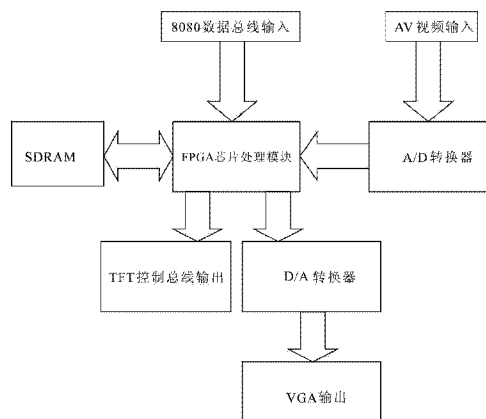 8080数据总线输入
AV视频输入
SDRAM
FPGA芯片处理模块
A/D转换器
TFT控制总线输出
D/A转换器
VGA输出